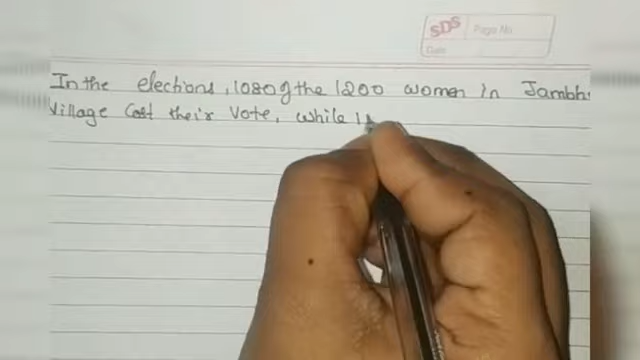 SDS Page No
Date
In the elections, 1080 of the 1200 women in Jambh
Village Cast their Vote, while 1